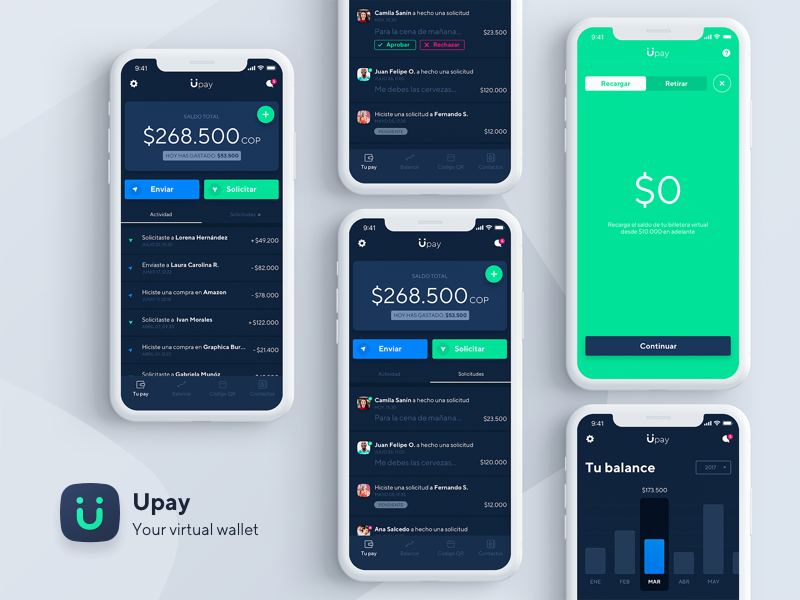 9:41
Upay
SALDO TOTAL
$268.500 COP
HOY HAS GASTADO: $53.500
Enviar
Solicitar
Actividad
Solicitudes
Solicitaste a Lorena Hernández
+ $49.200
Enviaste a Laura Carolina R.
- $82.000
Hiciste una compra en Amazon
- $78.000
Solicitaste a Ivan Morales
+ $122.000
Hiciste una compra en Graphica Bur...
- $21.400
Solicitaste a Gabriela Munóz
Tu pay
Balance
Código QR
Contactos
Camila Sanín a hecho una solicitud
HOY, 15:36
Para la cena de mañana...
$23.500
Aprobar
Rechazar
Juan Felipe O. a hecho una solicitud
Me debes las cervezas...
$120.000
Hiciste una solicitud a Fernando S.
PENDIENTE
$12.000
Tu pay
Balance
Código QR
Contactos
9:41
Upay
SALDO TOTAL
$268.500 COP
HOY HAS GASTADO: $53.500
Enviar
Solicitar
Actividad
Solicitudes
Camila Sanín a hecho una solicitud
HOY, 15:36
Para la cena de mañana...
$23.500
Juan Felipe O. a hecho una solicitud
Me debes las cervezas...
$120.000
Hiciste una solicitud a Fernando S.
PENDIENTE
$12.000
Ana Salcedo a hecho una solicitud
Tu pay
Balance
Código QR
Contactos
9:41
Upay
Recargar
Retirar
$0
Recarga el saldo de tu billetera virtual
desde $10.000 en adelante
Continuar
9:41
Upay
Tu balance
2017
$173.500
ENE
FEB
MAR
ABR
MAY
Upay
Your virtual wallet